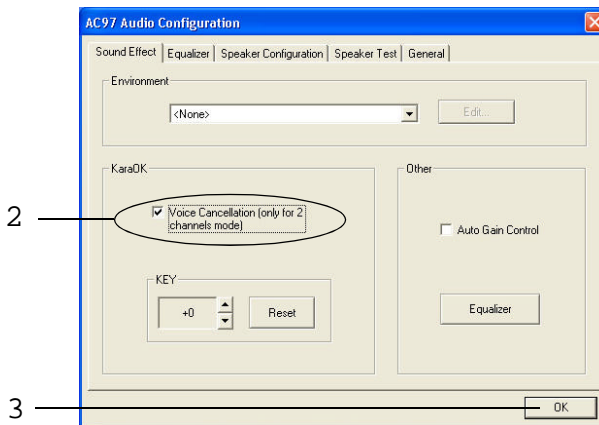 AC97 Audio Configuration
Sound Effect Equalizer Speaker Configuration Speaker Test General
Environment
<None>
Edit...
KaraOK
Other
2
Voice Cancellation (only for 2
channels mode)
Auto Gain Control
KEY
+0
Reset
Equalizer
3
OK